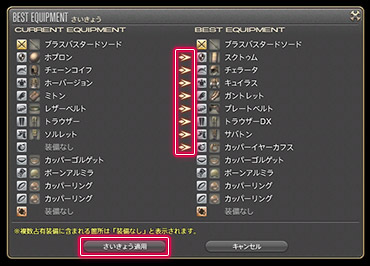 BEST EQUIPMENT さいきょう
CURRENT EQUIPMENT
BEST EQUIPMENT
ブラスバスタードソード
ブラスバスタードソード
ホプロン
スクトゥム
チェーンコイフ
チェラータ
ホーバージョン
キュイラス
ミトン
ガントレット
レザーベルト
プレートベルト
トラウザー
トラウザーDX
ソルレット
サバトン
装備なし
カッパーイヤーカフス
カッパーゴルゲット
カッパーゴルゲット
ボーンアルミラ
ボーンアルミラ
カッパーリング
カッパーリング
カッパーリング
カッパーリング
装備なし
装備なし
※複数占有装備に含まれる箇所は「装備なし」と表示されます。
さいきょう適用
キャンセル